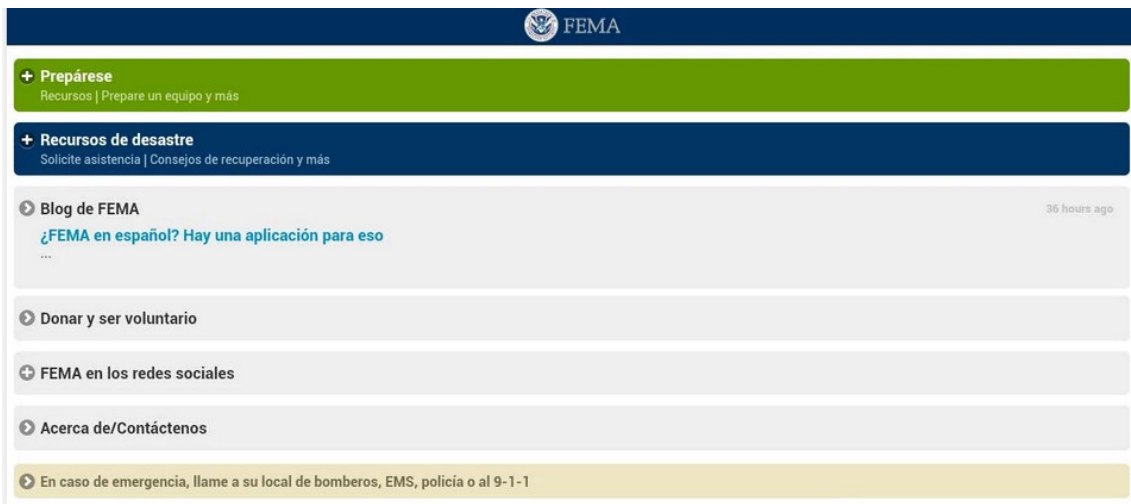 FEMA
Prepárese
Recursos | Prepare un equipo y más
Recursos de desastre
Solicite asistencia | Consejos de recuperación y más
Blog de FEMA
36 hours ago
¿FEMA en español? Hay una aplicación para eso
...
Donar y ser voluntario
FEMA en los redes sociales
Acerca de/Contáctenos
En caso de emergencia, llame a su local de bomberos, EMS, policía o al 9-1-1